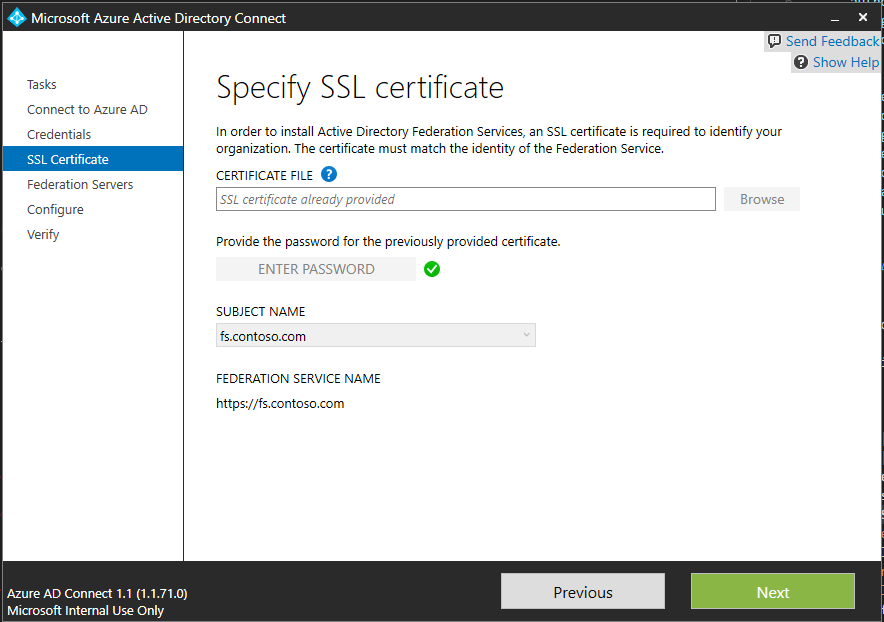 Microsoft Azure Active Directory Connect
Send Feedback
Show Help
Tasks
Connect to Azure AD
Credentials
SSL Certificate
Federation Servers
Configure
Verify
Specify SSL certificate
In order to install Active Directory Federation Services, an SSL certificate is required to identify your
organization. The certificate must match the identity of the Federation Service.
CERTIFICATE FILE ?
SSL certificate already provided
Browse
Provide the password for the previously provided certificate.
ENTER PASSWORD
SUBJECT NAME
fs.contoso.com
FEDERATION SERVICE NAME
https://fs.contoso.com
Azure AD Connect 1.1 (1.1.71.0)
Microsoft Internal Use Only
Previous
Next